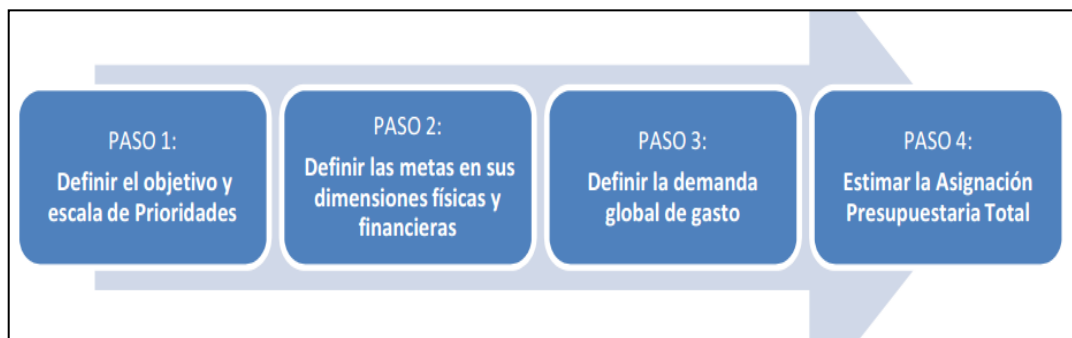 PASO 1:
Definir el objetivo y
escala de Prioridades
PASO 2:
Definir las metas en sus
dimensiones físicas y
financieras
PASO 3:
Definir la demanda
global de gasto
PASO 4:
Estimar la Asignación
Presupuestaria Total